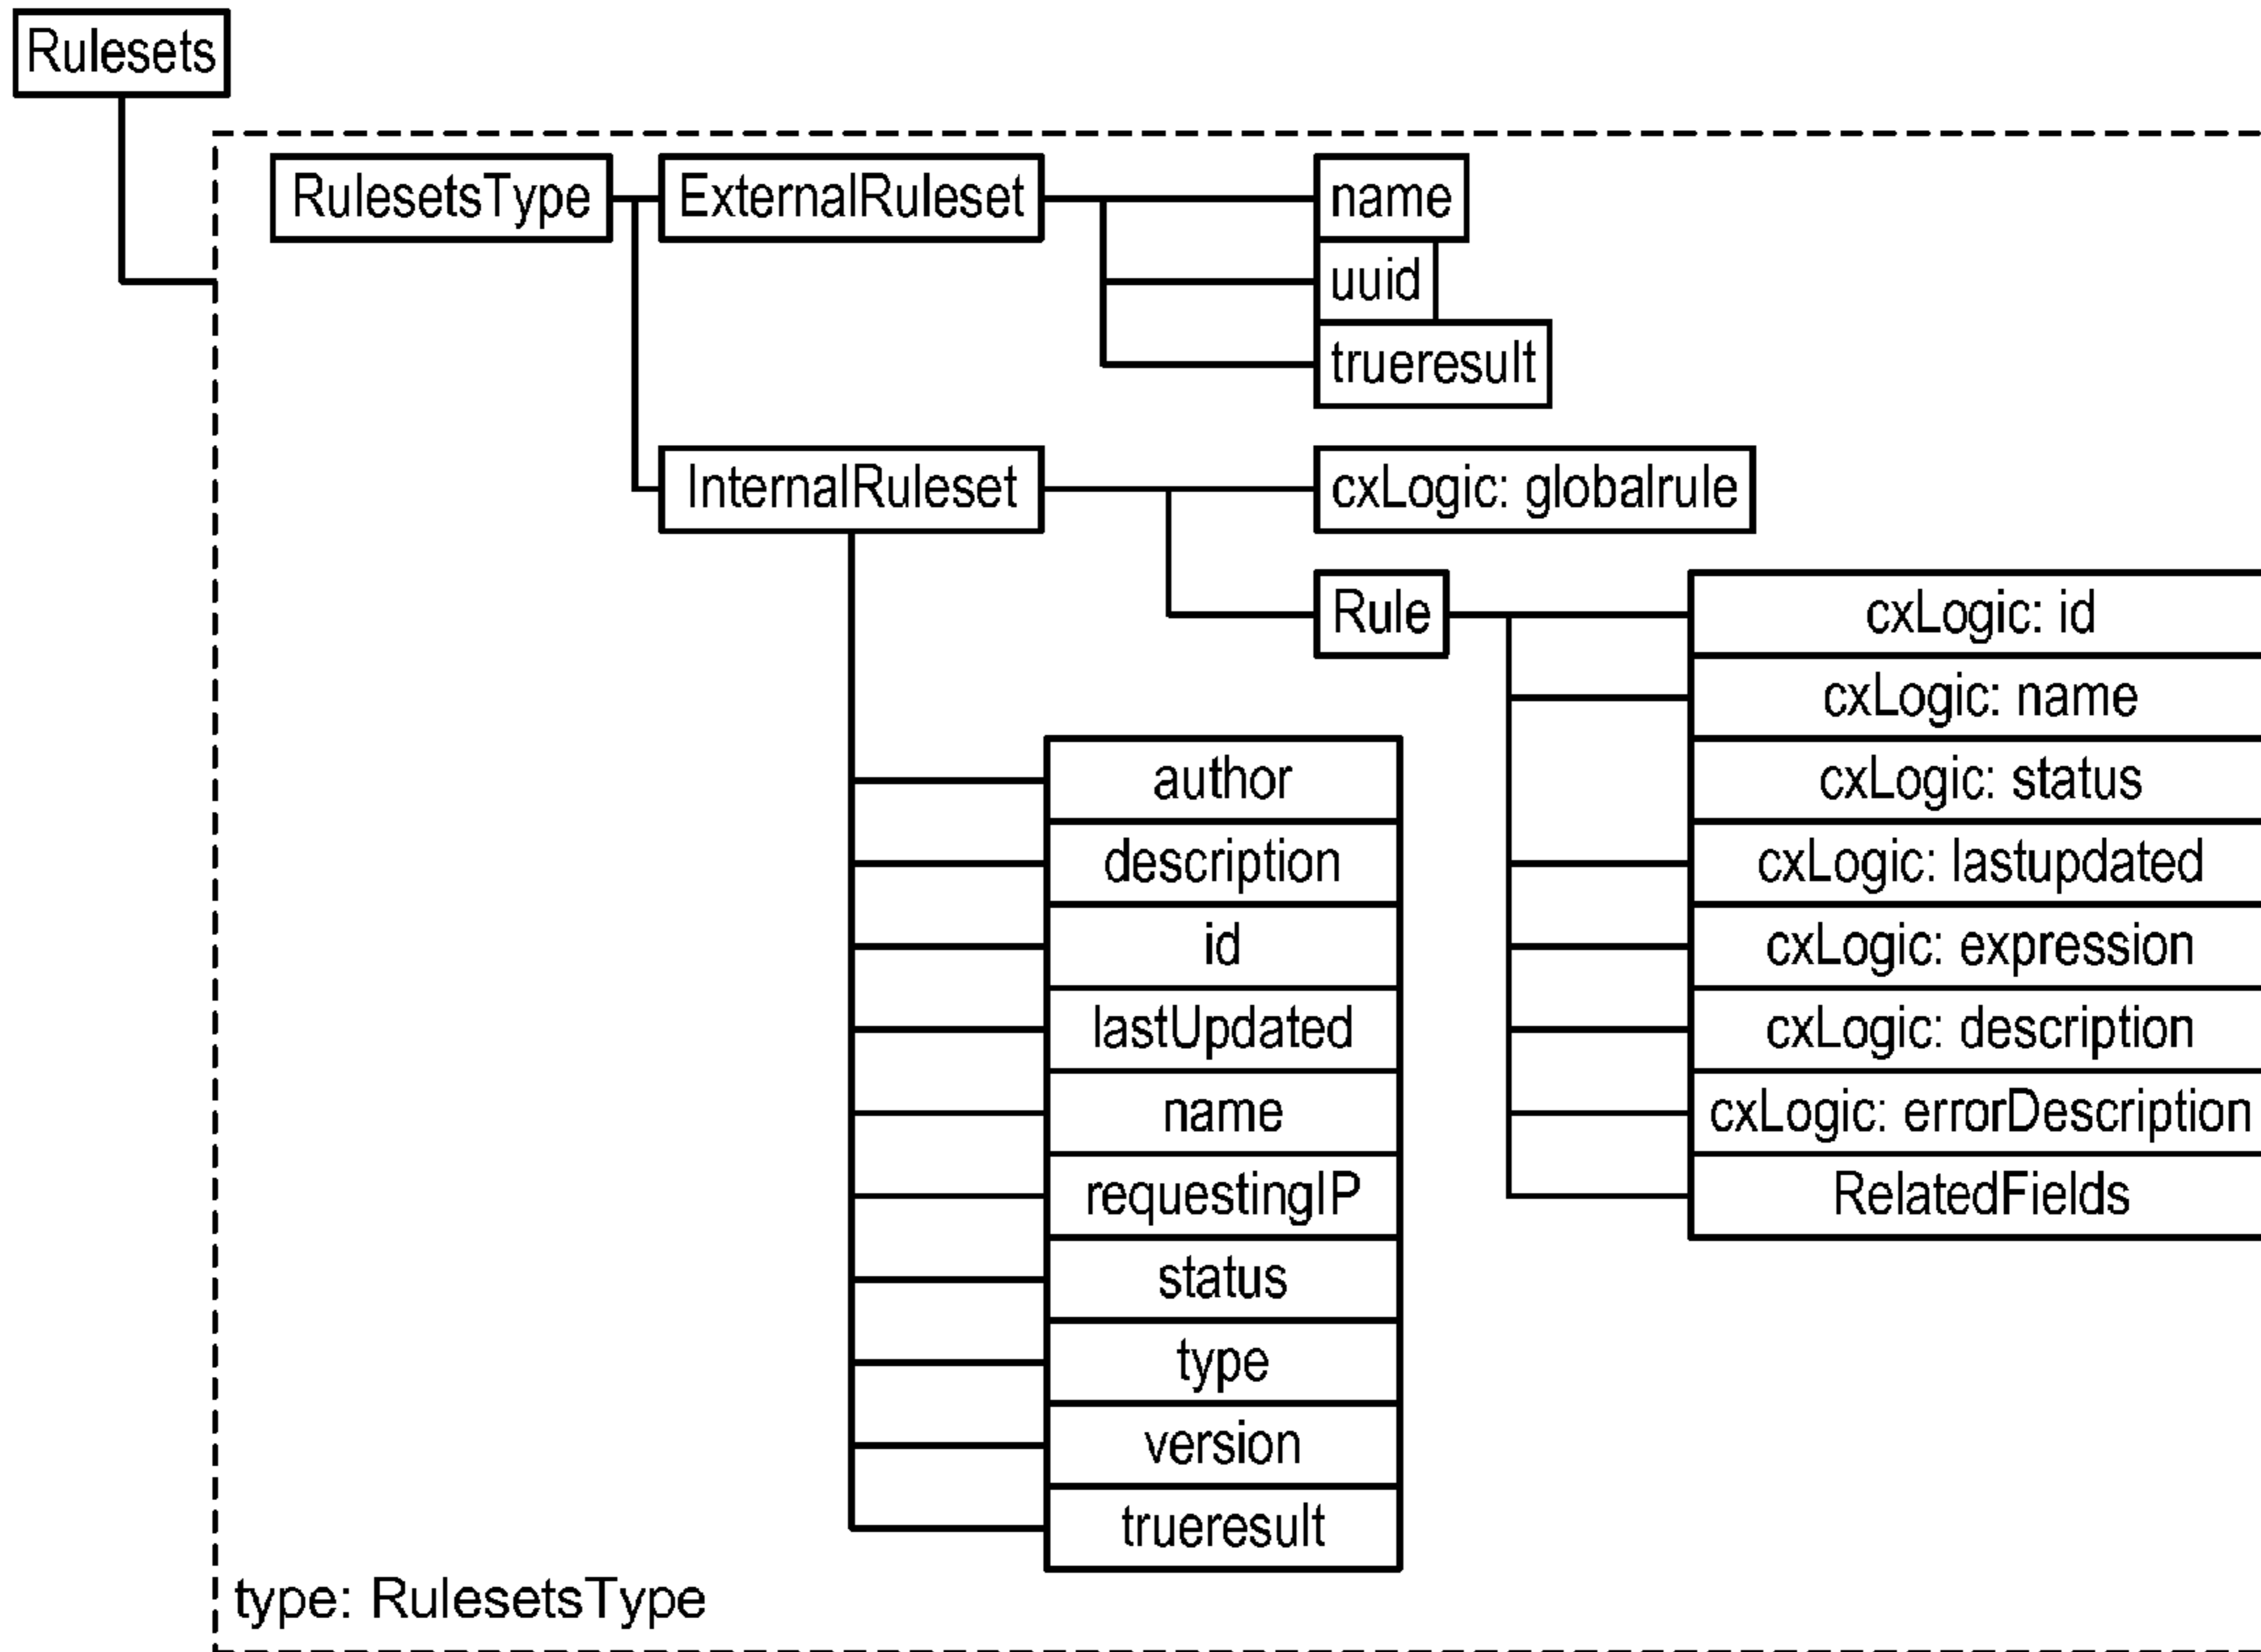 Rulesets
RulesetsType
ExternalRuleset
name
uuid
trueresult
InternalRuleset
cxLogic: globalrule
Rule
cxLogic: id
cxLogic: name
cxLogic: status
cxLogic: lastupdated
cxLogic: expression
cxLogic: description
cxLogic: errorDescription
RelatedFields
author
description
id
lastUpdated
name
requestingIP
status
type
version
trueresult
type: RulesetsType